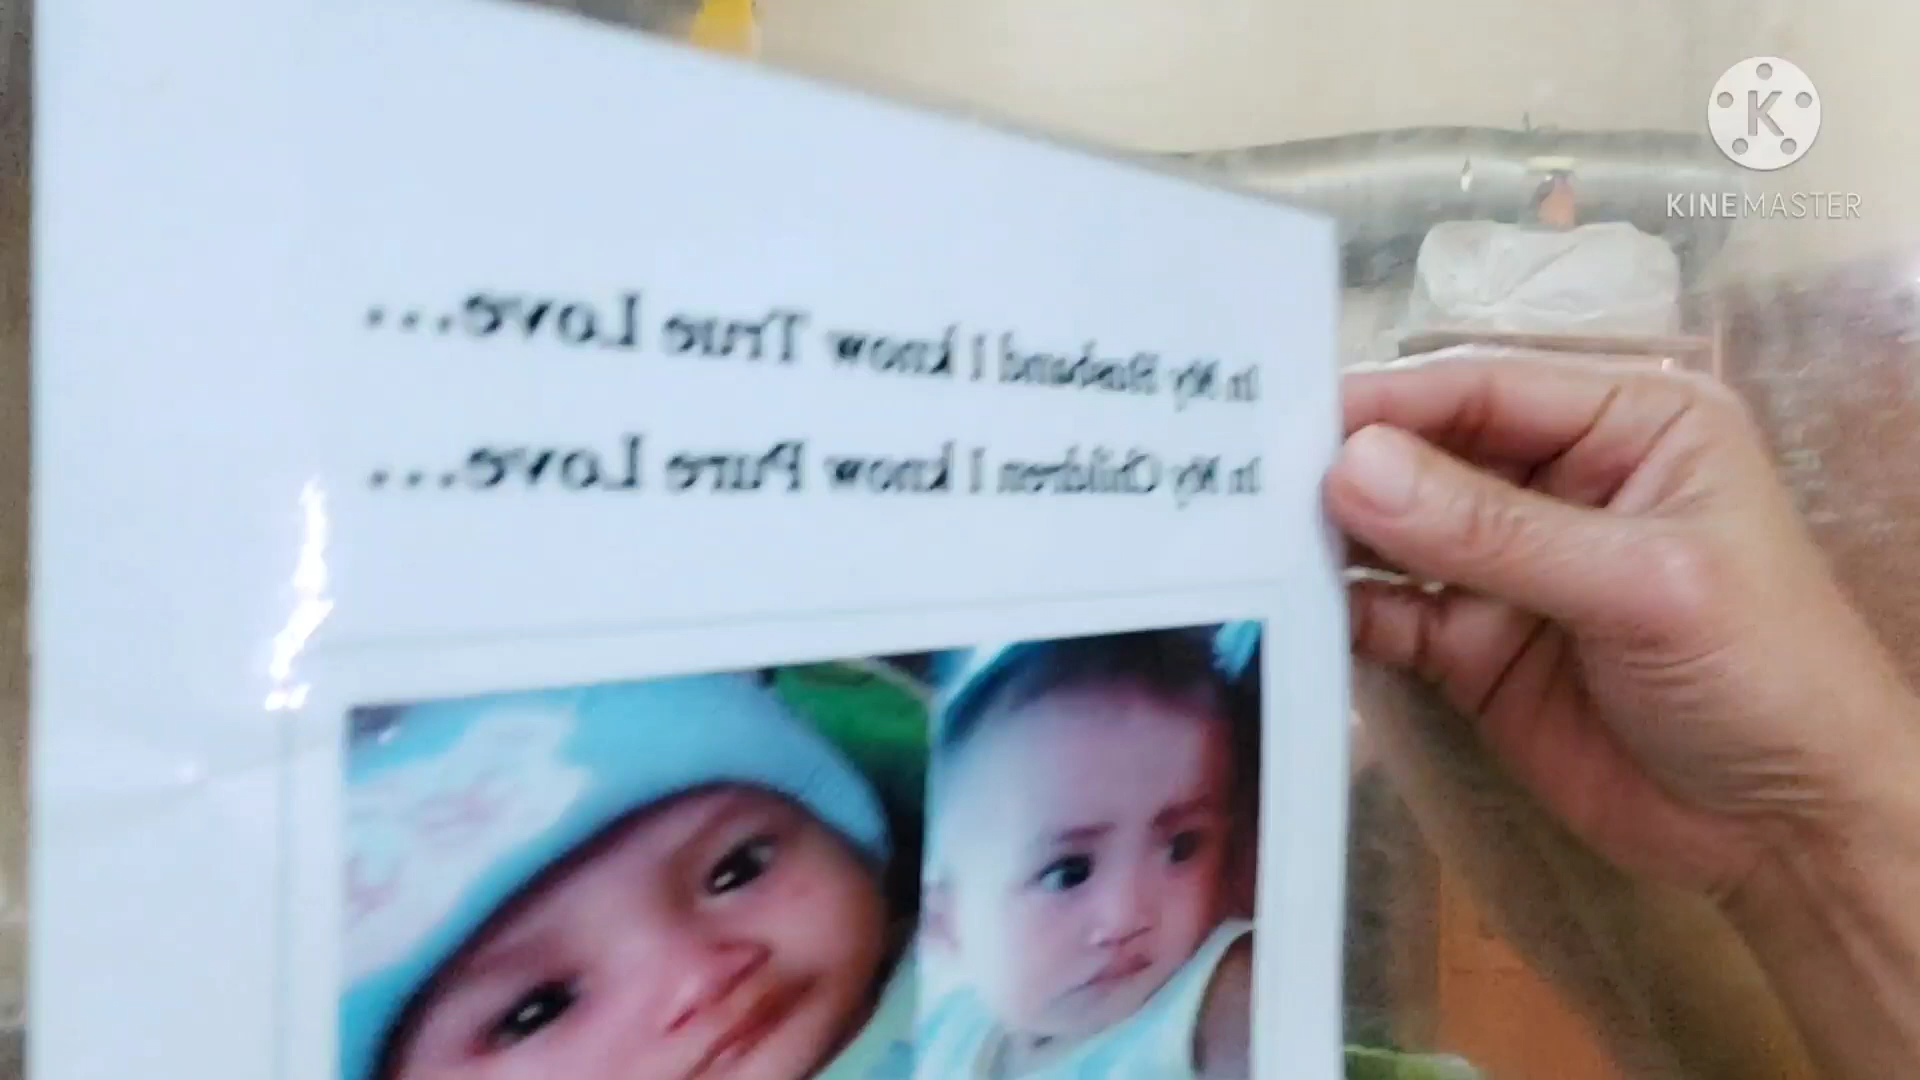 In My Husband I know True Love...
In My Children I know Pure Love...
K
KINEMASTER